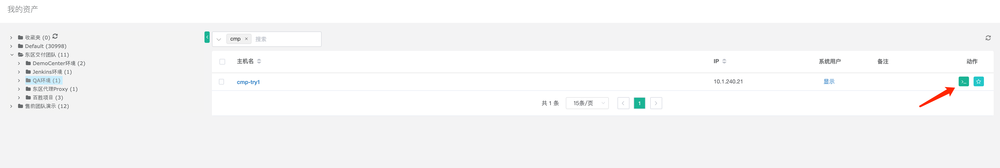 我的资产
收藏夹 (0)
Default (30998)
东区交付团队 (11)
DemoCenter环境 (2)
Jenkins环境 (1)
QA环境 (1)
东区代理Proxy (1)
百胜项目 (3)
售前团队演示 (12)
cmp × 搜索
主机名 IP 系统用户 备注 动作
cmp-try1 10.1.240.21 显示 >_
共 1 条 15条/页 < 1 >